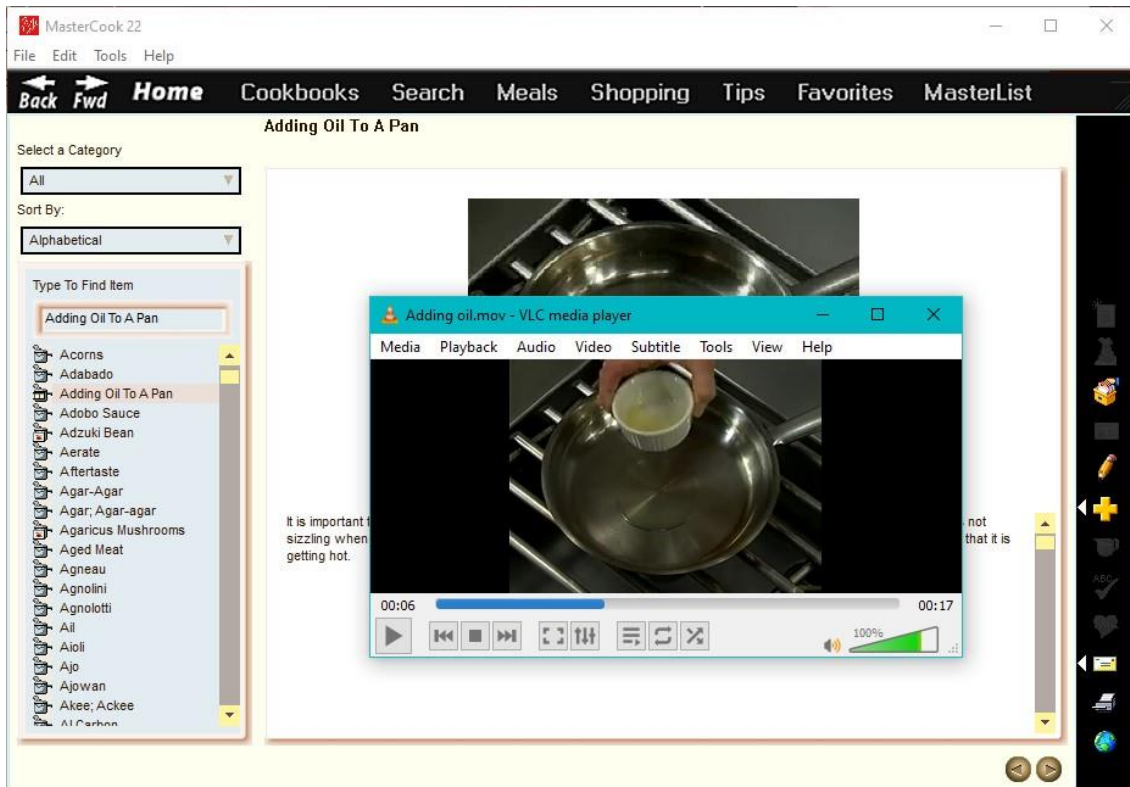 MasterCook 22
File Edit Tools Help
Back Fwd Home Cookbooks Search Meals Shopping Tips Favorites MasterList
Adding Oil To A Pan
Select a Category
All
Sort By:
Alphabetical
Type To Find Item
Adding Oil To A Pan
Acorns
Adabado
Adding Oil To A Pan
Adobo Sauce
Adzuki Bean
Aerate
Aftertaste
Agar-Agar
Agar; Agar-agar
Agaricus Mushrooms
Aged Meat
Agneau
Agnolini
Agnolotti
Ail
Aioli
Ajo
Ajowan
Akee; Ackee
Al Carbon
It is important
not
sizzling when
that it is
getting hot.
Adding oil.mov - VLC media player
Media Playback Audio Video Subtitle Tools View Help
00:06
00:17
100%
ABC